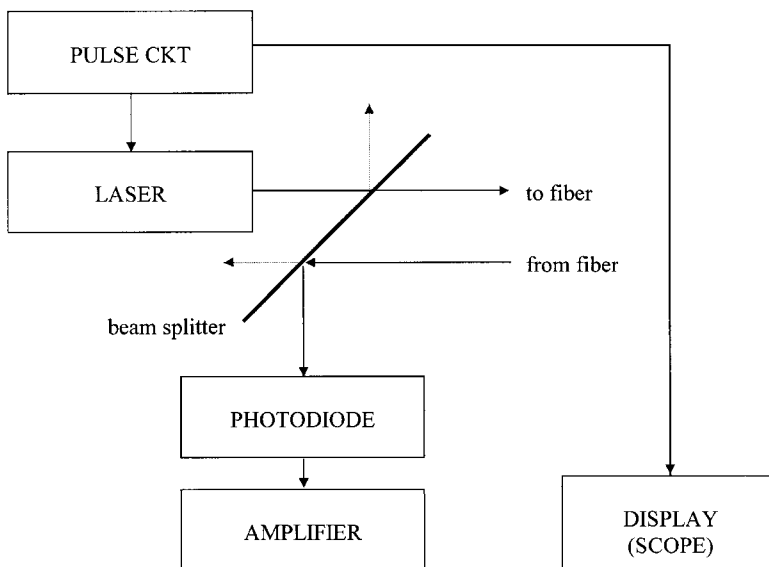 PULSE CKT
LASER
to fiber
from fiber
beam splitter
PHOTODIODE
AMPLIFIER
DISPLAY
(SCOPE)